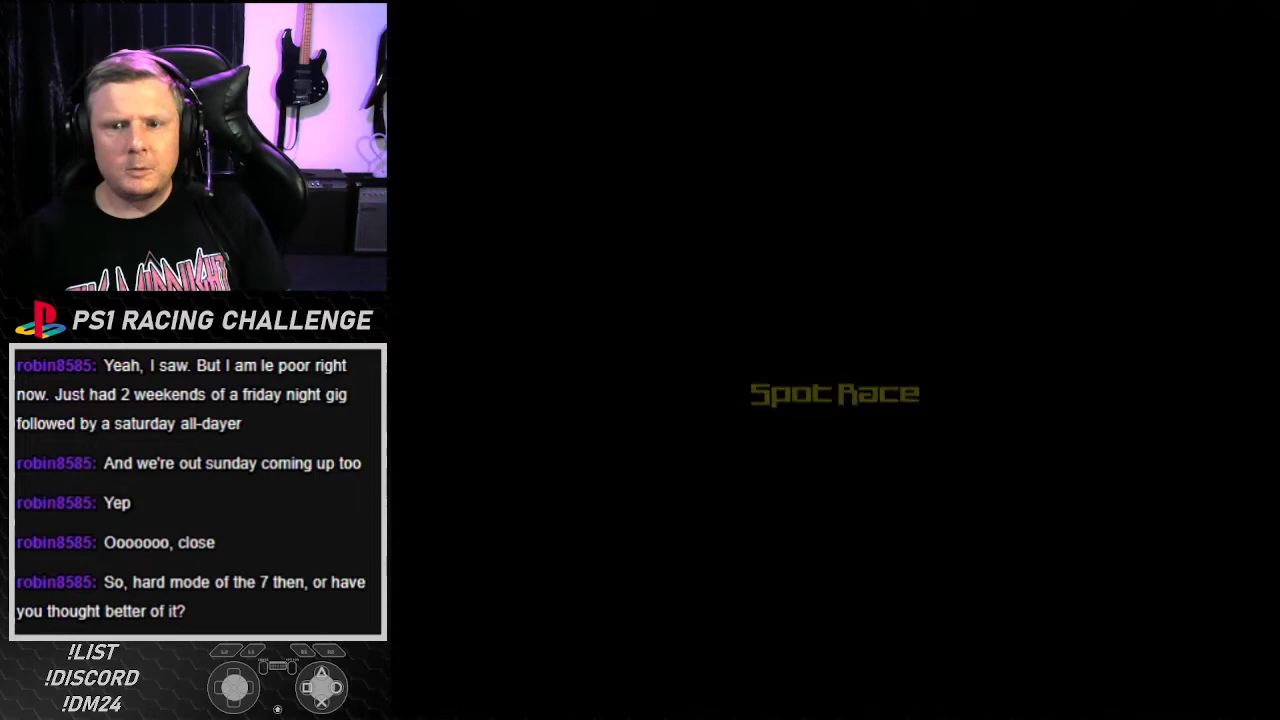 PS1 RACING CHALLENGE
robin8585: Yeah, I saw. But I am le poor right
now. Just had 2 weekends of a friday night gig
followed by a saturday all-dayer
robin8585: And we're out sunday coming up too
robin8585: Yep
robin8585: Ooooooo, close
robin8585: So, hard mode of the 7 then, or have
you thought better of it?
!LIST
!DISCORD
!DM24
Spot Race